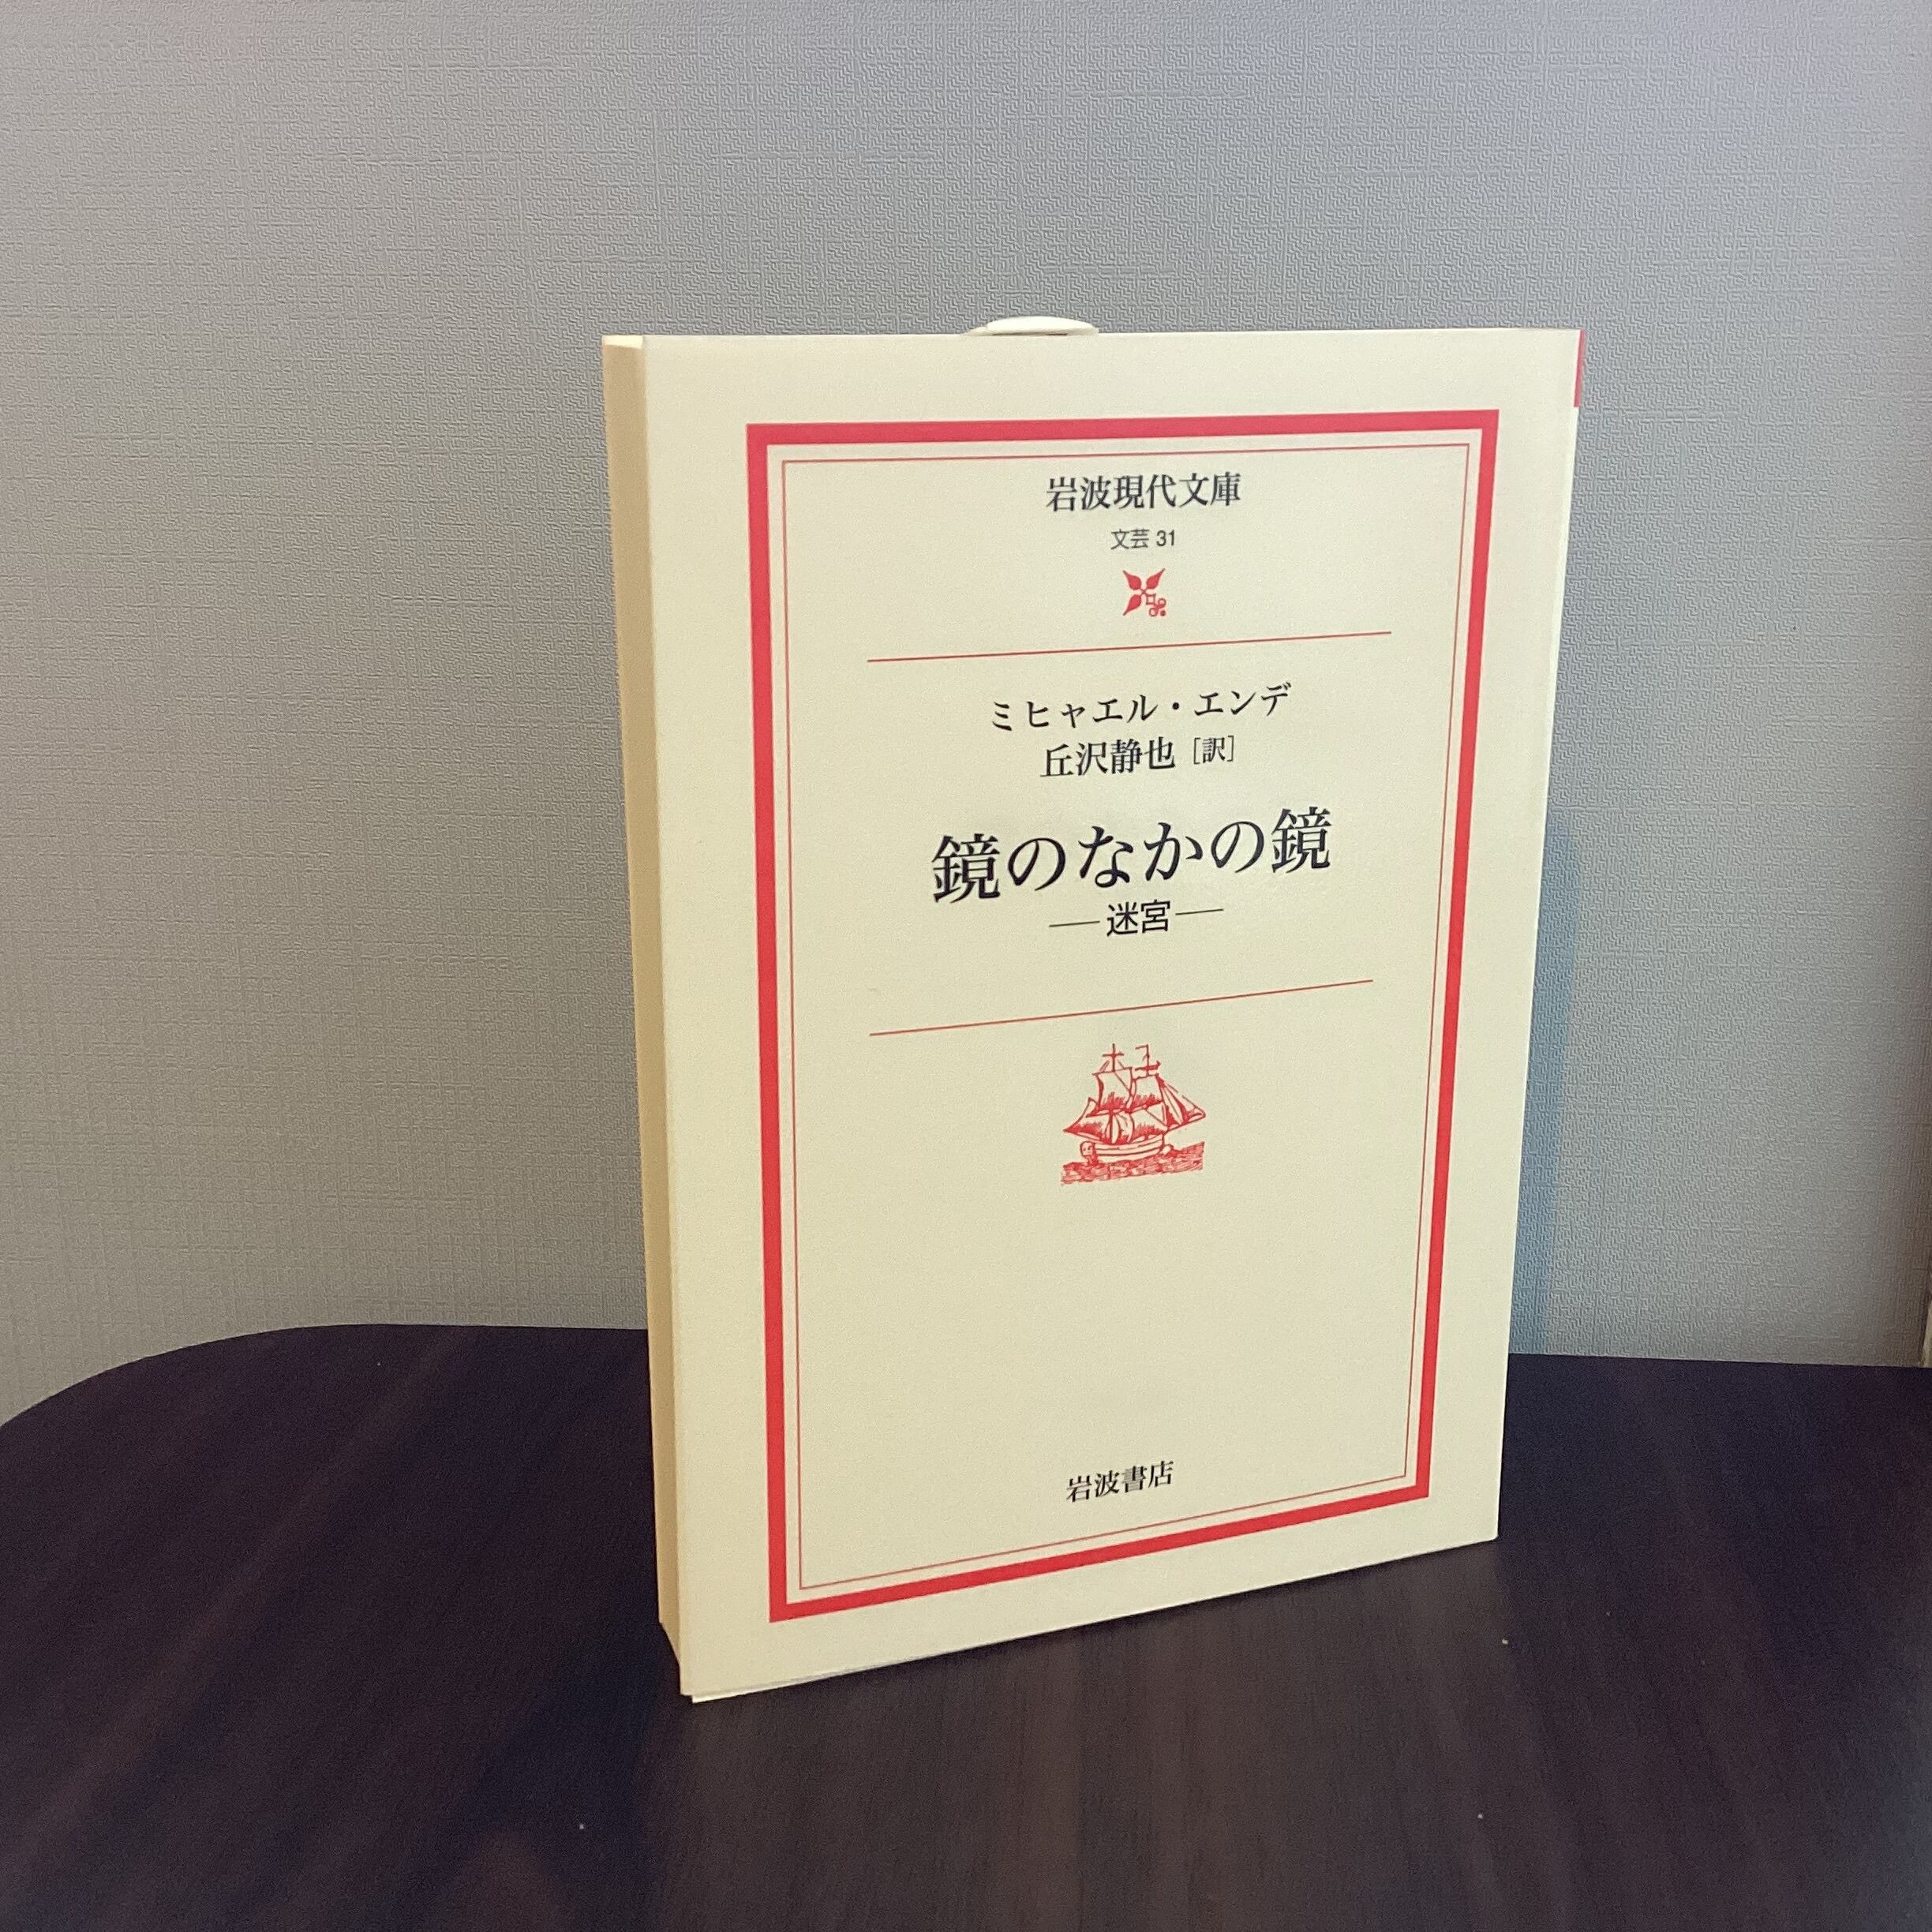 岩波現代文庫
文芸 31
ミヒャエル・エンデ
丘沢静也［訳］
鏡のなかの鏡
—迷宮—
岩波書店